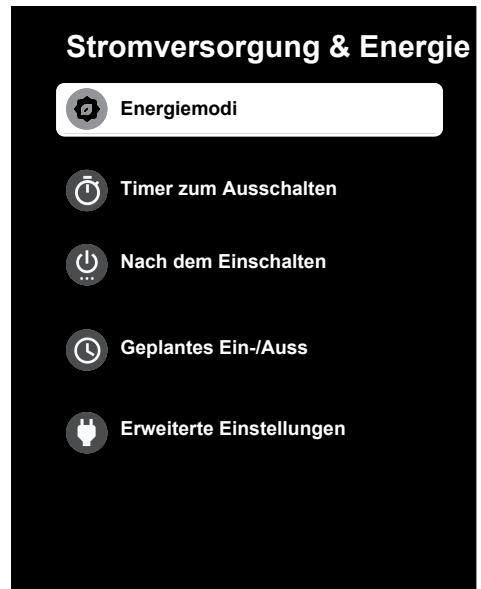 Stromversorgung & Energie
Energiemodi
Timer zum Ausschalten
Nach dem Einschalten
Geplantes Ein-/Auss
Erweiterte Einstellungen